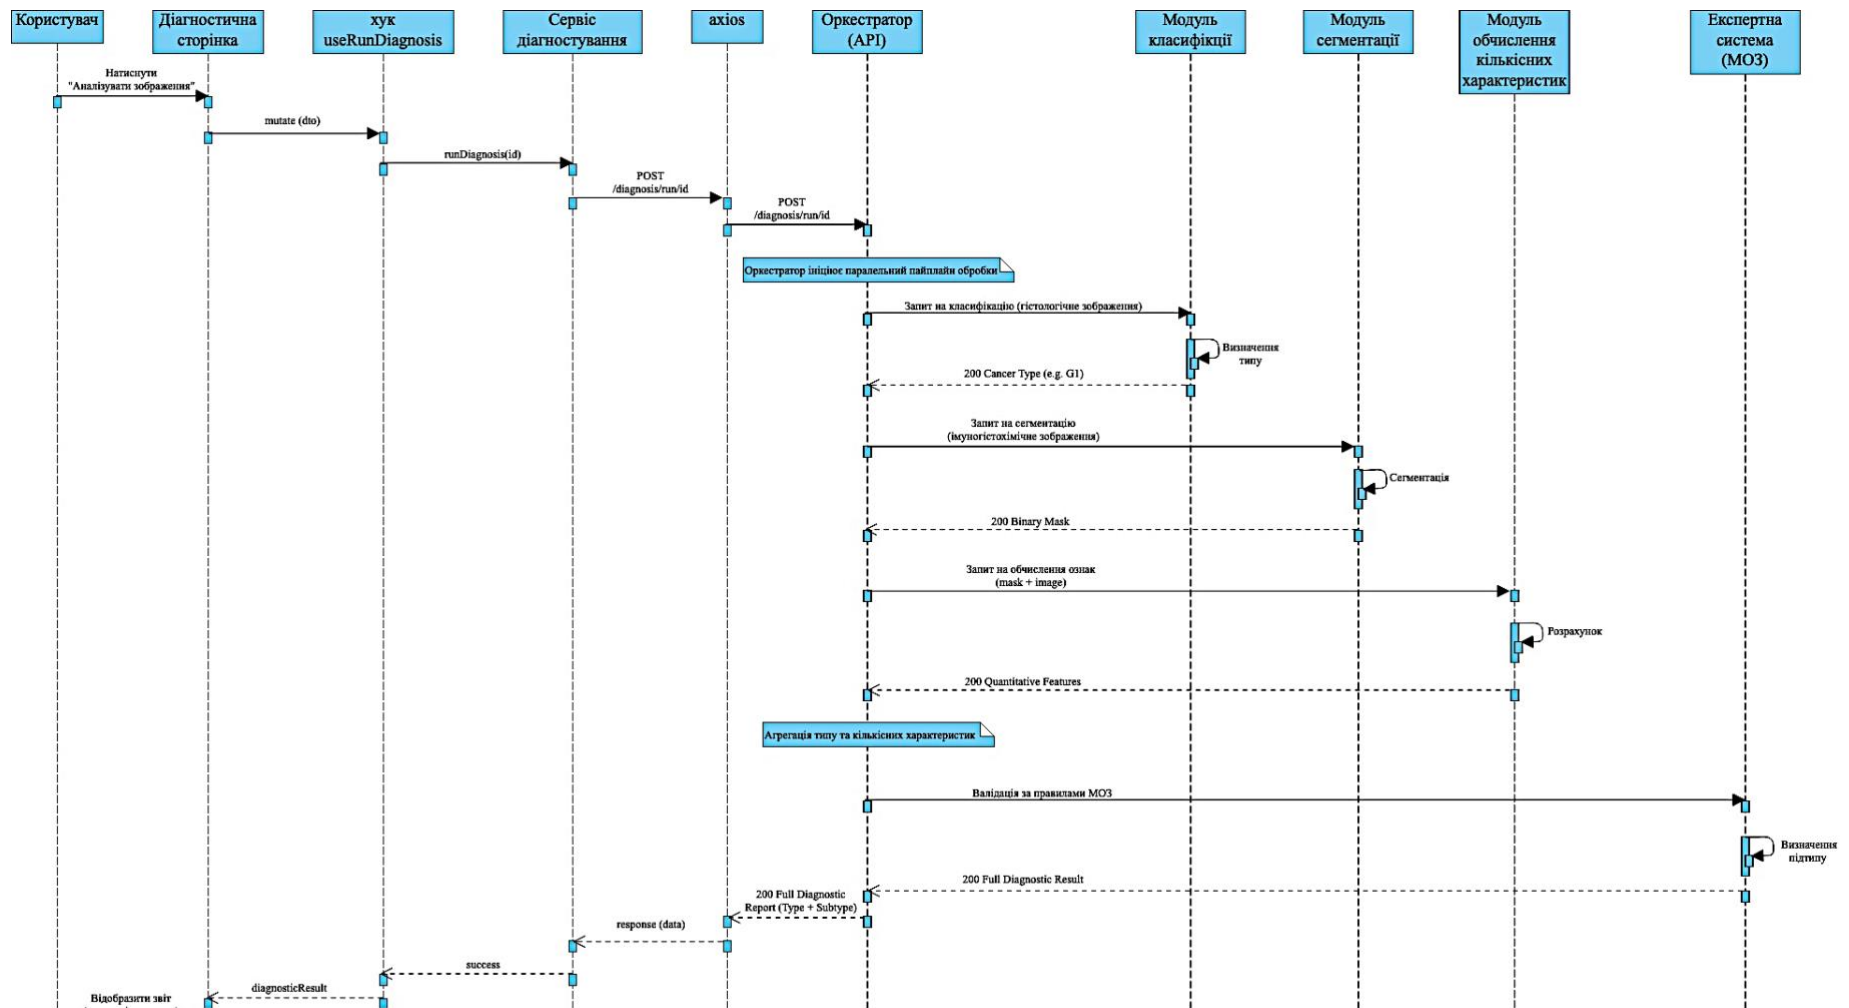 Користувач
Діагностична
сторінка
хук
useRunDiagnosis
Сервіс
діагностування
axios
Оркестратор
(API)
Модуль
класифікції
Модуль
сегментації
Модуль
обчислення
кількісних
характеристик
Експертна
система
(МОЗ)
Натиснути
"Аналізувати зображення"
mutate (dto)
runDiagnosis(id)
POST
/diagnosis/run/id
POST
/diagnosis/run/id
Оркестратор ініціює паралельний пайплайн обробки
Запит на класифікацію (гістологічне зображення)
Визначення
типу
200 Cancer Type (e.g. G1)
Запит на сегментацію
(імуногістохімічне зображення)
Сегментація
200 Binary Mask
Запит на обчислення ознак
(mask + image)
Розрахунок
200 Quantitative Features
Агрегація типу та кількісних характеристик
Валідація за правилами МОЗ
Визначення
підтипу
200 Full Diagnostic Result
200 Full Diagnostic
Report (Type + Subtype)
response (data)
success
diagnosticResult
Відобразити звіт